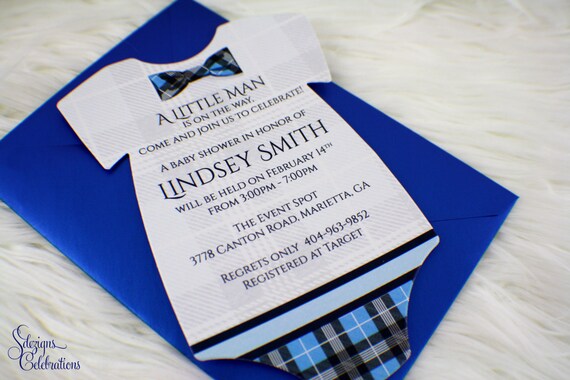 A Little Man
is on the way,
Come and join us to celebrate!
A Baby Shower in honor of
Lindsey Smith
will be held on February 14th
from 3:00pm - 7:00pm
The Event Spot
3778 Canton Road, Marietta, GA
Regrets only 404-963-9852
Registered at Target
Sdezigns
Celebrations